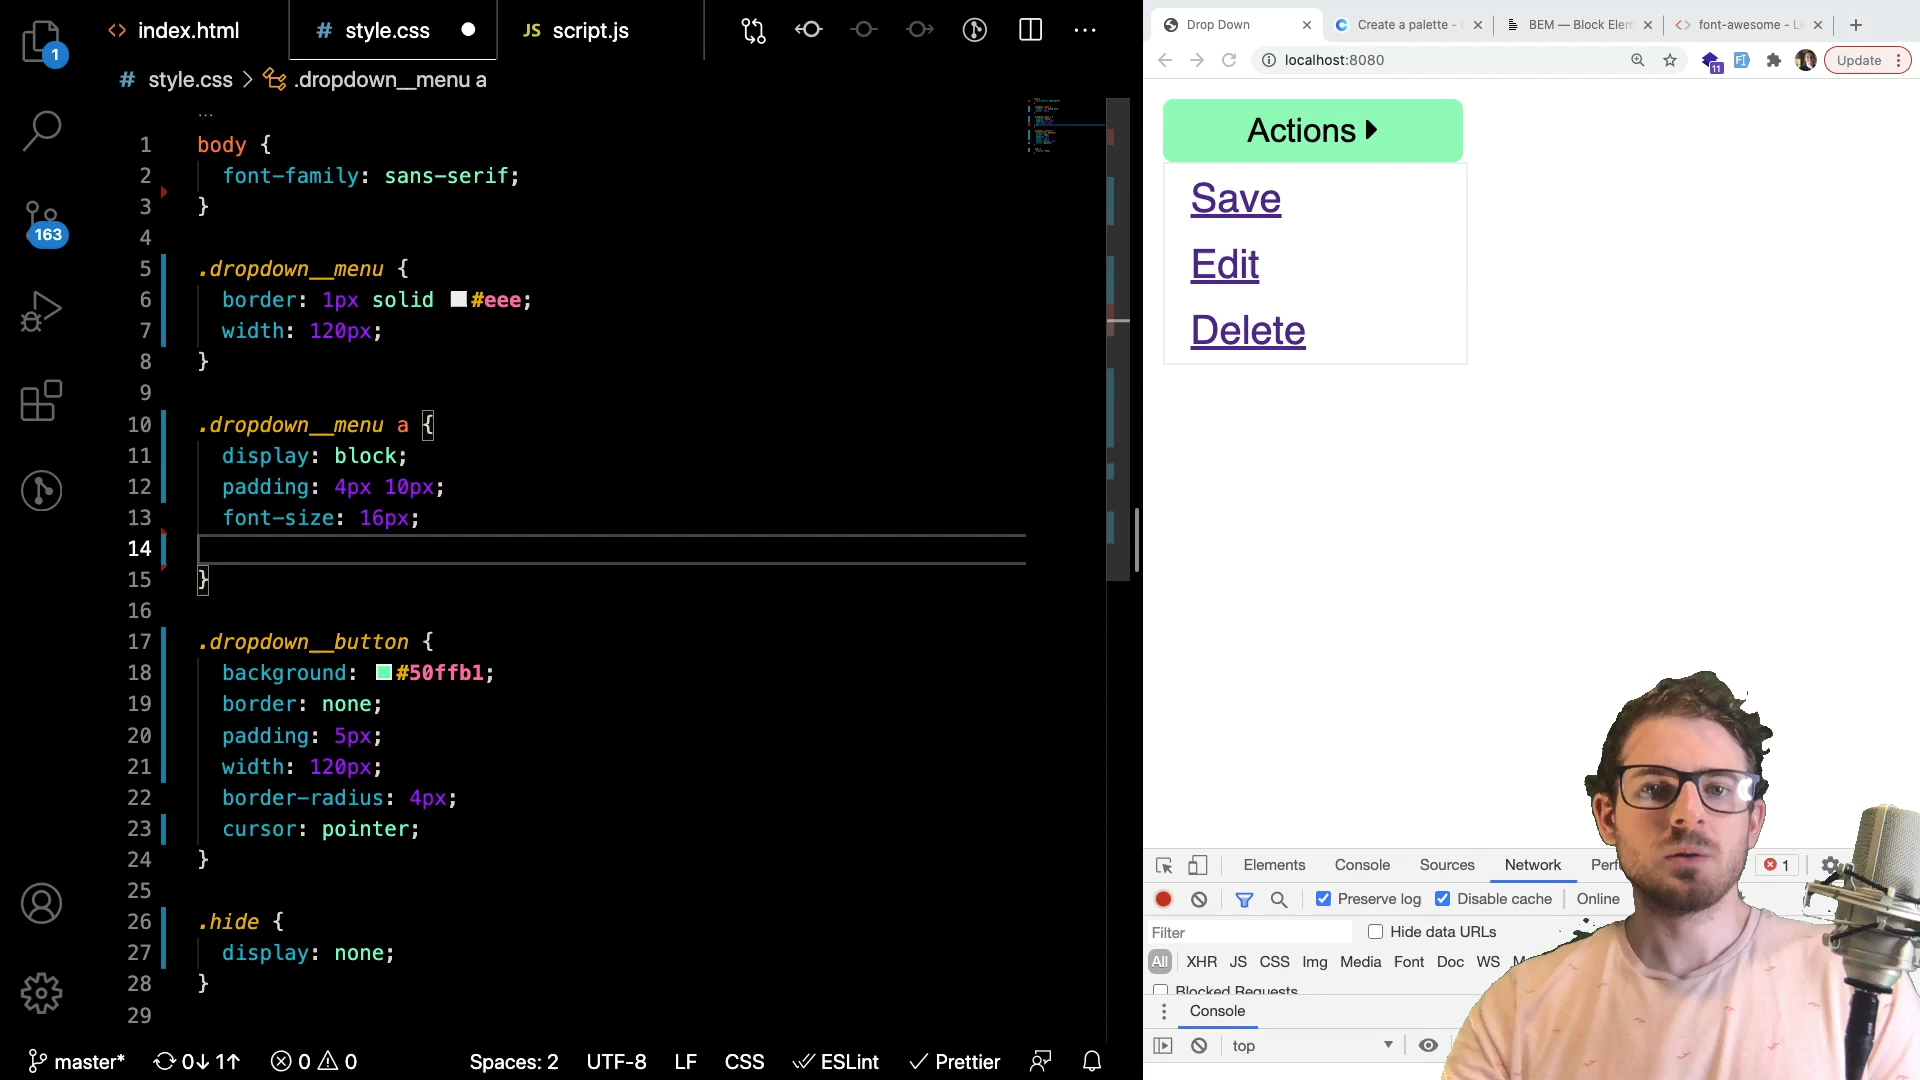 index.html
style.css
JS script.js
1
# style.css > .dropdown__menu a
...
1 body {
2 font-family: sans-serif;
3 }
4
5 .dropdown__menu {
6 border: 1px solid #eee;
7 width: 120px;
8 }
9
10 .dropdown__menu a {
11 display: block;
12 padding: 4px 10px;
13 font-size: 16px;
14
15 }
16
17 .dropdown__button {
18 background: #50ffb1;
19 border: none;
20 padding: 5px;
21 width: 120px;
22 border-radius: 4px;
23 cursor: pointer;
24 }
25
26 .hide {
27 display: none;
28 }
29
163
master* 0↓ 1↑ 0 0 Spaces: 2 UTF-8 LF CSS ESLint Prettier
Drop Down
Create a palette - C
BEM — Block Elem
font-awesome - Li
localhost:8080
11
Update
Actions
Save
Edit
Delete
Elements Console Sources Network Perf 1
Preserve log Disable cache Online
Filter Hide data URLs
All XHR JS CSS Img Media Font Doc WS M
Blocked Requests
Console
top